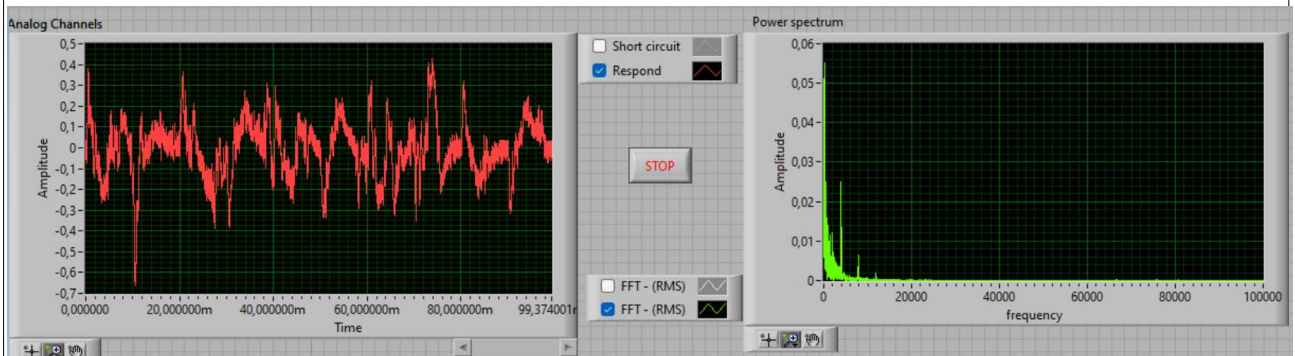 Analog Channels
Amplitude
0,5
0,4
0,3
0,2
0,1
0
-0,1
-0,2
-0,3
-0,4
-0,5
-0,6
-0,7
0,000000 20,000000m 40,000000m 60,000000m 80,000000m 99,374001
Time
Short circuit
Respond
STOP
FFT - (RMS)
FFT - (RMS)
Power spectrum
Amplitude
0,06
0,05
0,04
0,03
0,02
0,01
0
0 20000 40000 60000 80000 100000
frequency